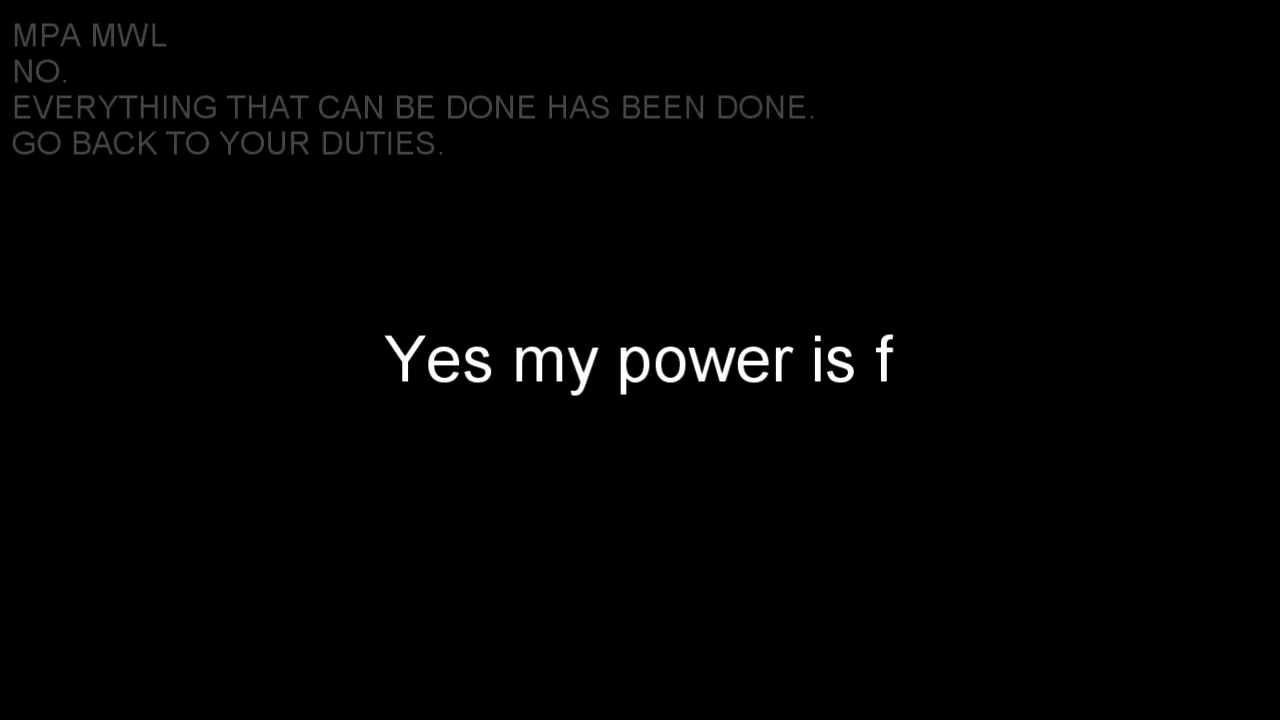 MPA MWL
NO.
EVERYTHING THAT CAN BE DONE HAS BEEN DONE.
GO BACK TO YOUR DUTIES.
Yes my power is f